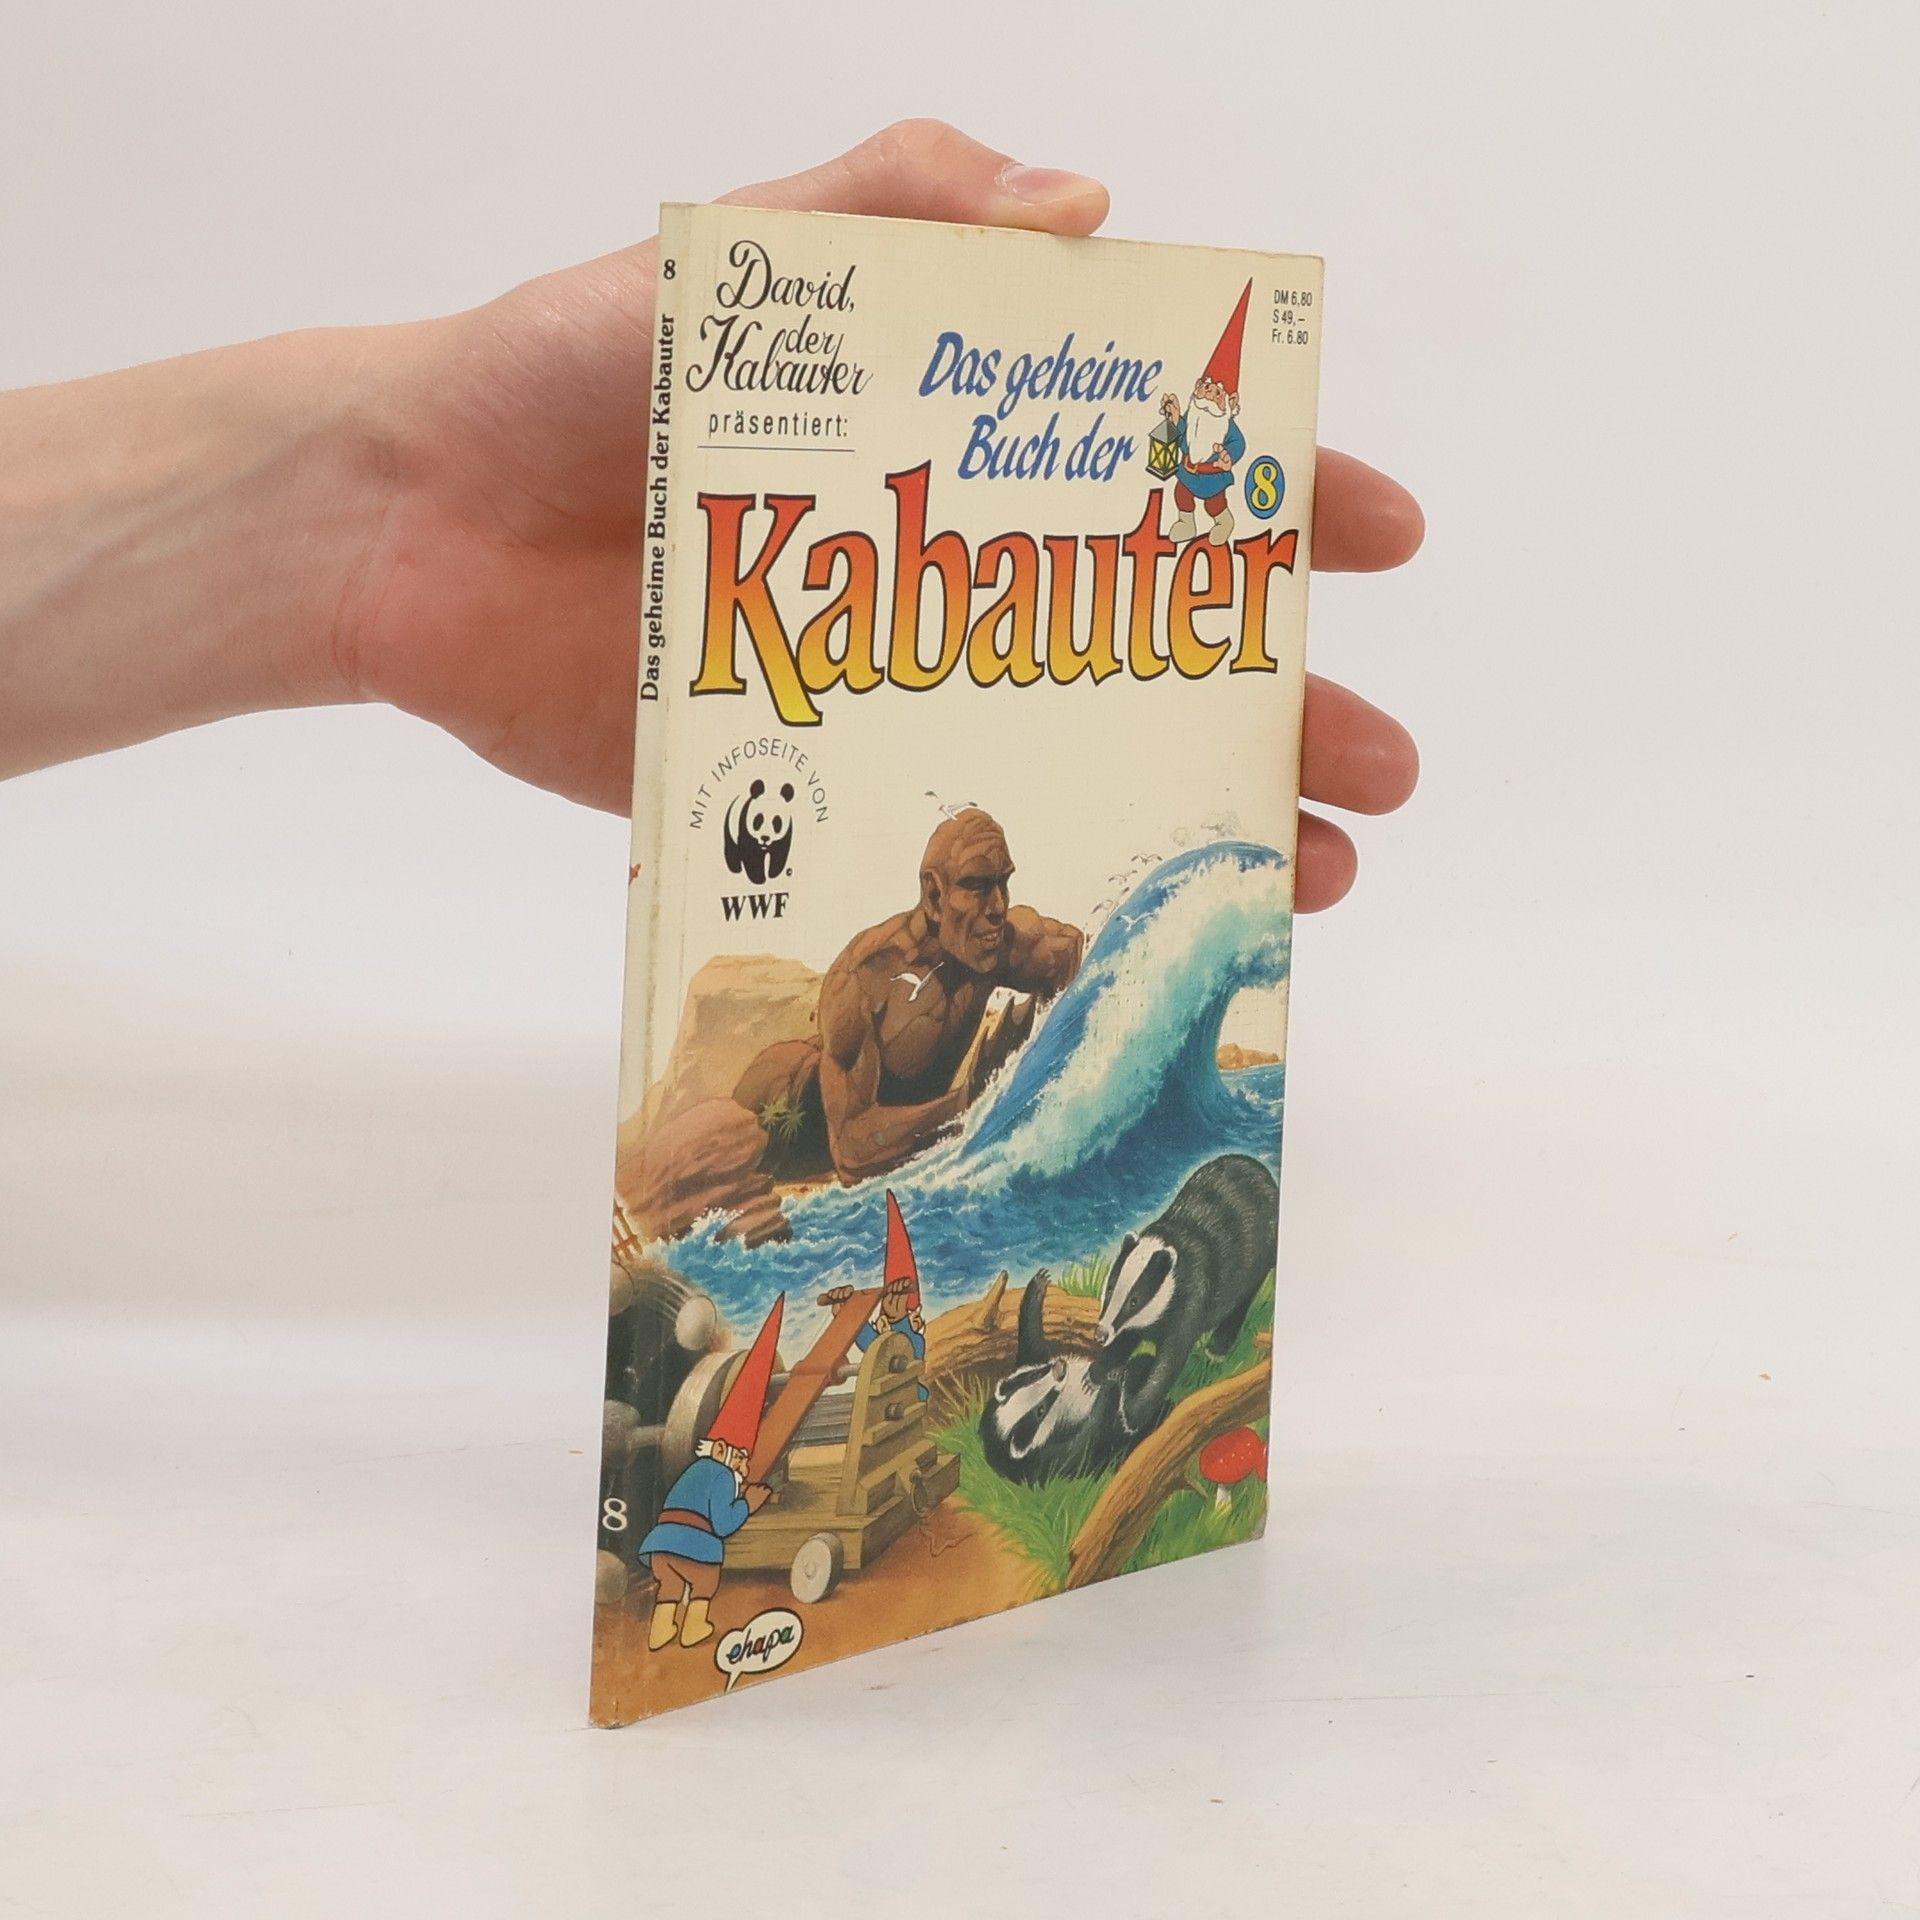 David,
der
Kabauter
präsentiert:
Das geheime
Buch der
Kabauter
8
DM 6,80
S 49,–
Fr. 6.80
MIT INFOSEITE VON
WWF
ehapa
8
Das geheime Buch der Kabauter 8